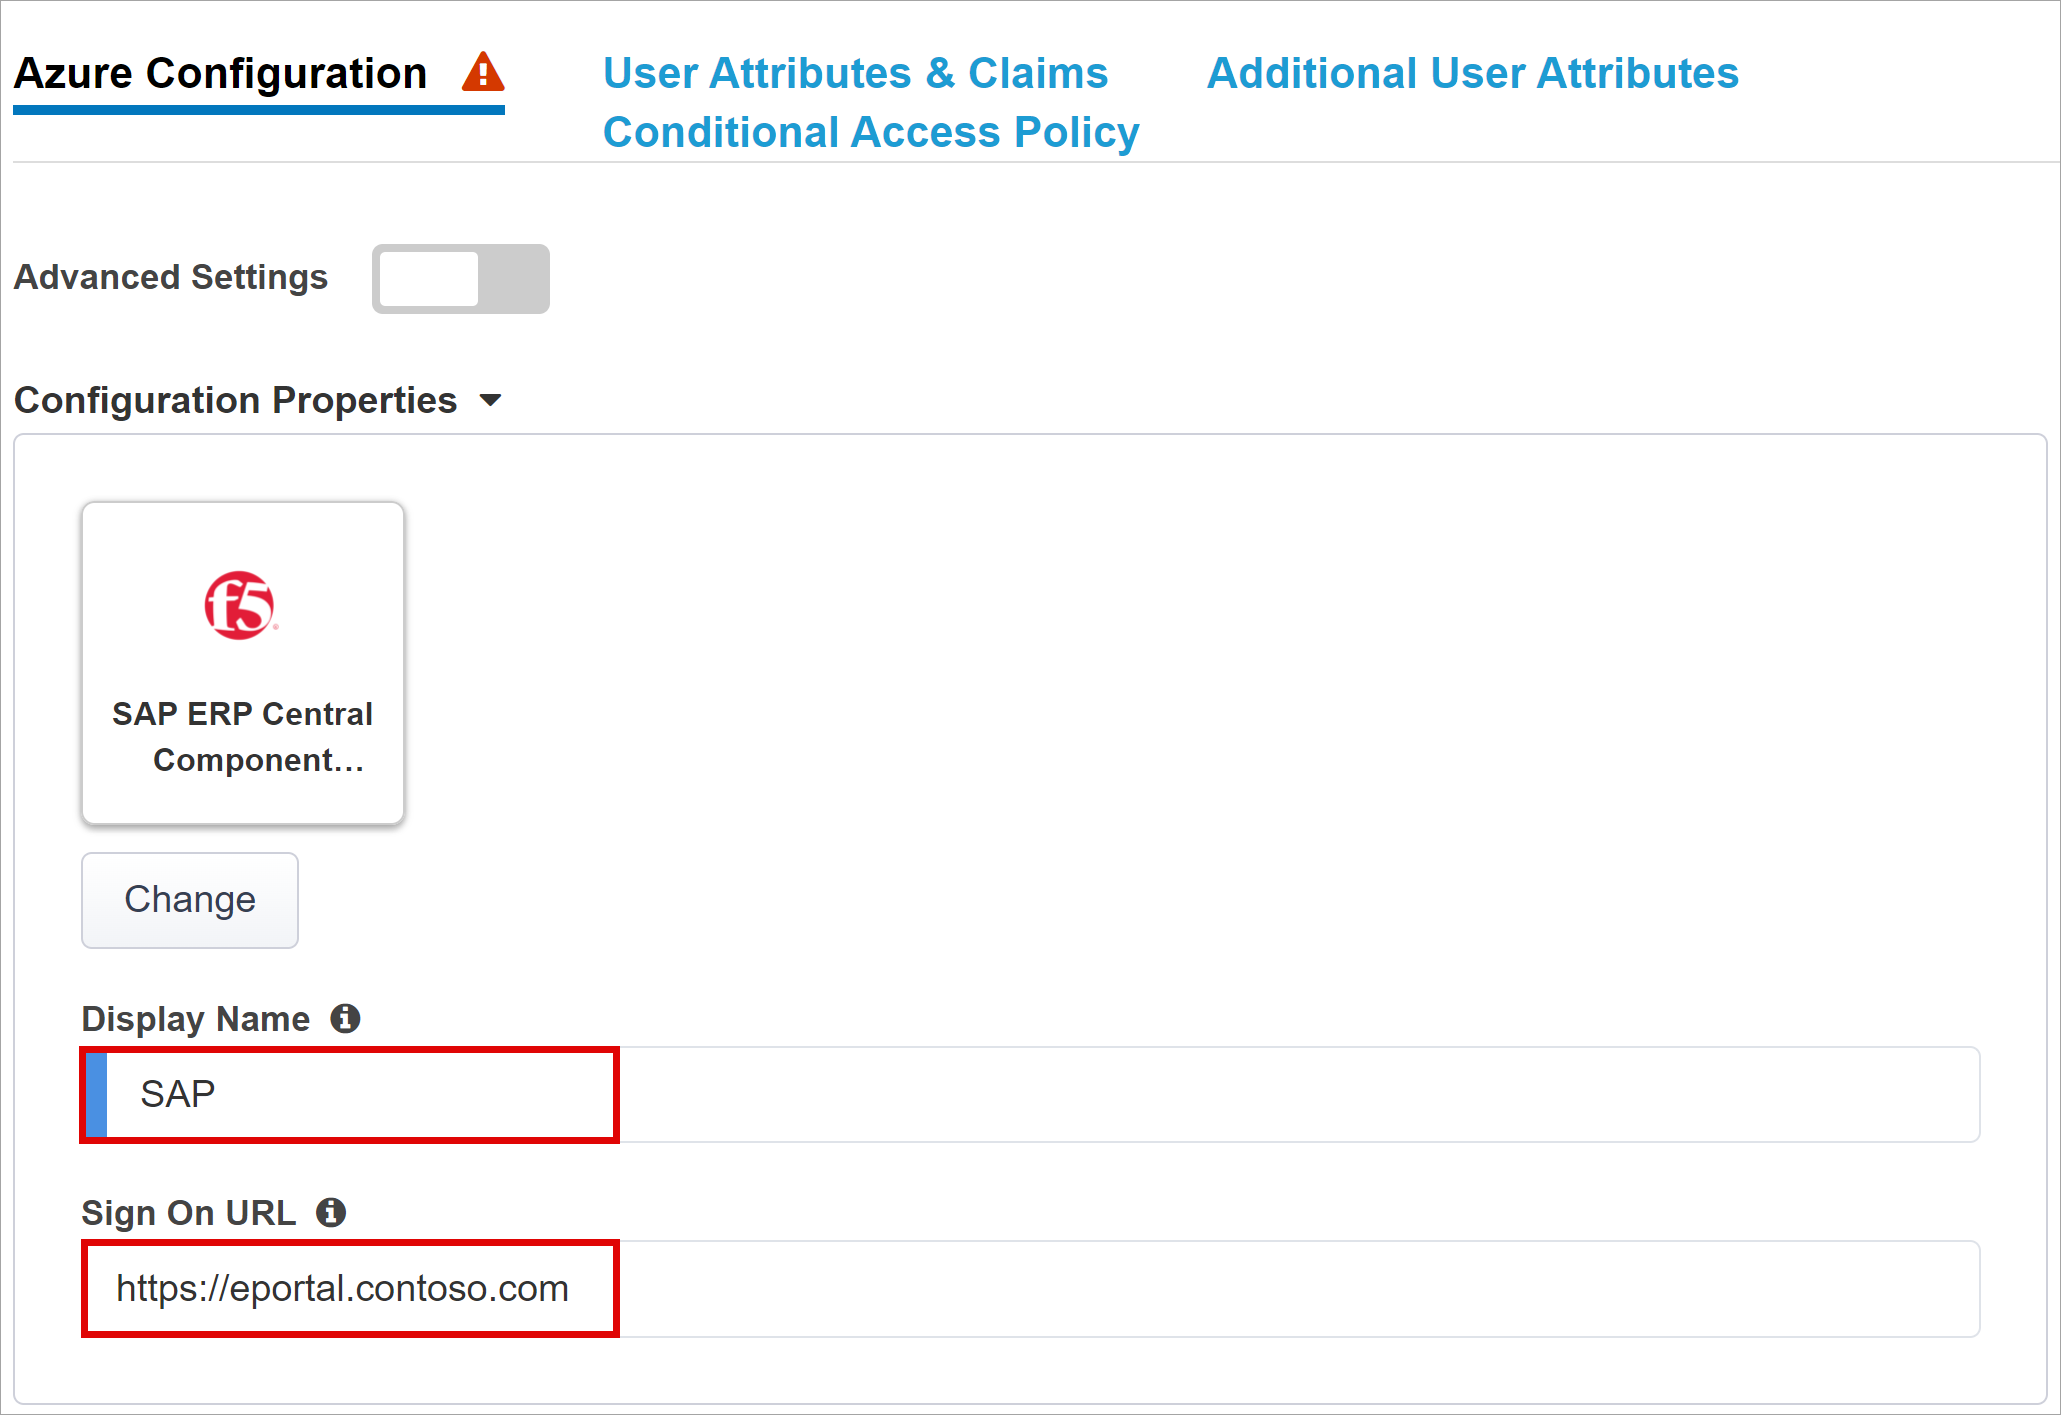 Azure Configuration
User Attributes & Claims
Additional User Attributes
Conditional Access Policy
Advanced Settings
Configuration Properties
f5
SAP ERP Central
Component...
Change
Display Name
SAP
Sign On URL
https://eportal.contoso.com